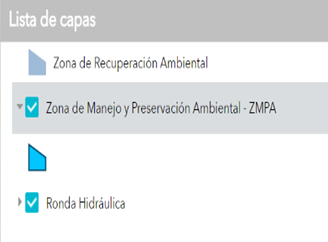 Lista de capas
Zona de Recuperación Ambiental
Zona de Manejo y Preservación Ambiental - ZMPA
Ronda Hidráulica